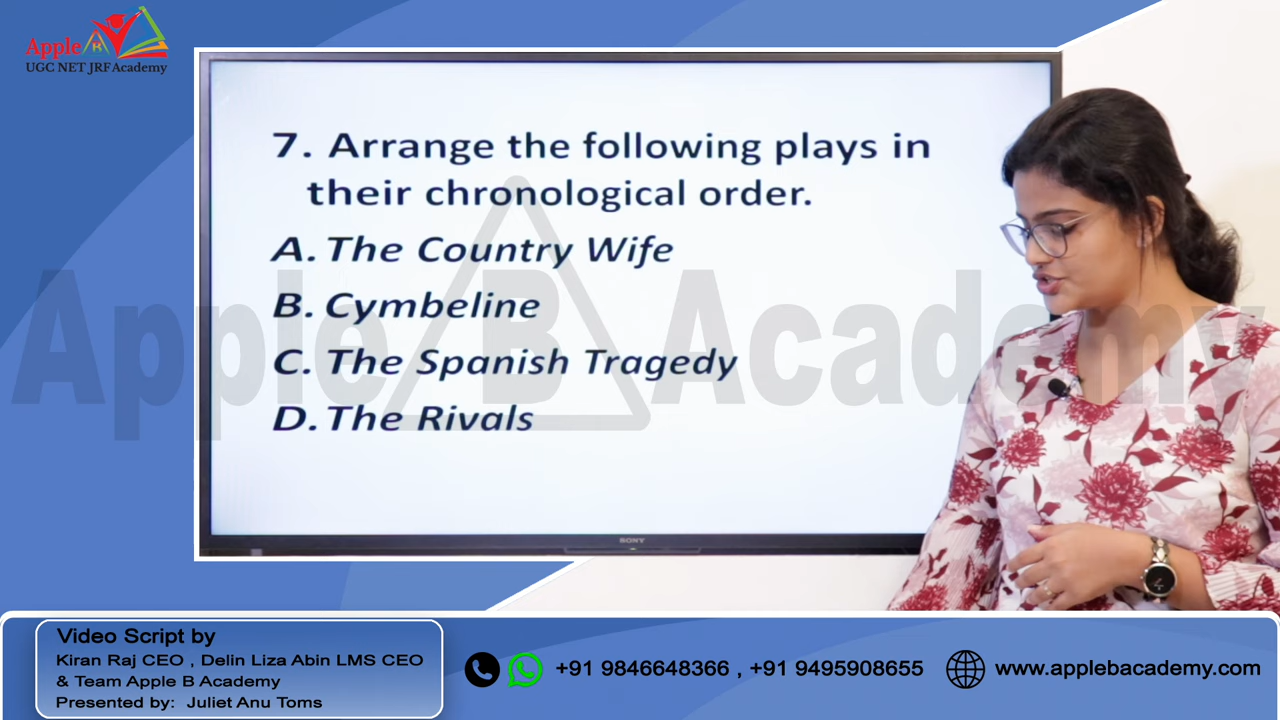 Apple B
UGC NET JRF Academy
7. Arrange the following plays in
their chronological order.
A. The Country Wife
B. Cymbeline
C. The Spanish Tragedy
D. The Rivals
Apple B Academy
SONY
Video Script by
Kiran Raj CEO , Delin Liza Abin LMS CEO
& Team Apple B Academy
Presented by: Juliet Anu Toms
+91 9846648366 , +91 9495908655
www.applebacademy.com